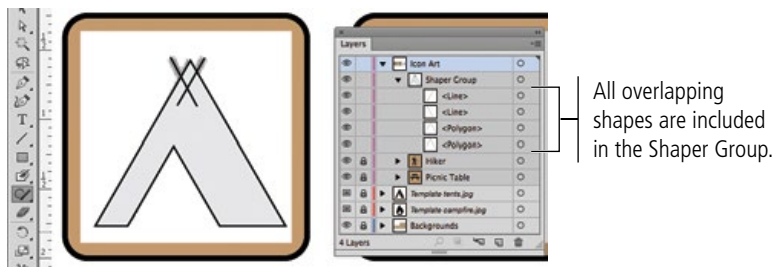 Layers
Icon Art
Shaper Group
<Line>
<Line>
<Polygon>
<Polygon>
Hiker
Picnic Table
Template tents.jpg
Template campfire.jpg
Backgrounds
4 Layers
All overlapping
shapes are included
in the Shaper Group.